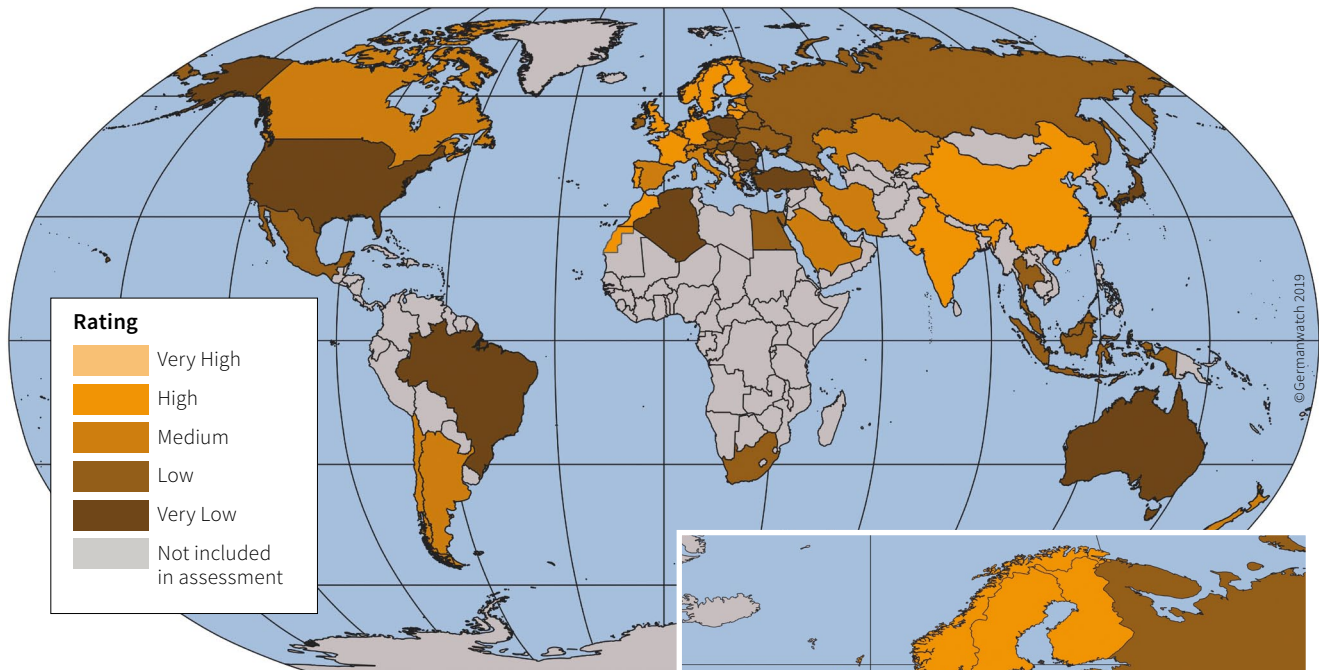 Rating
Very High
High
Medium
Low
Very Low
Not included
in assessment
©Germanwatch 2019